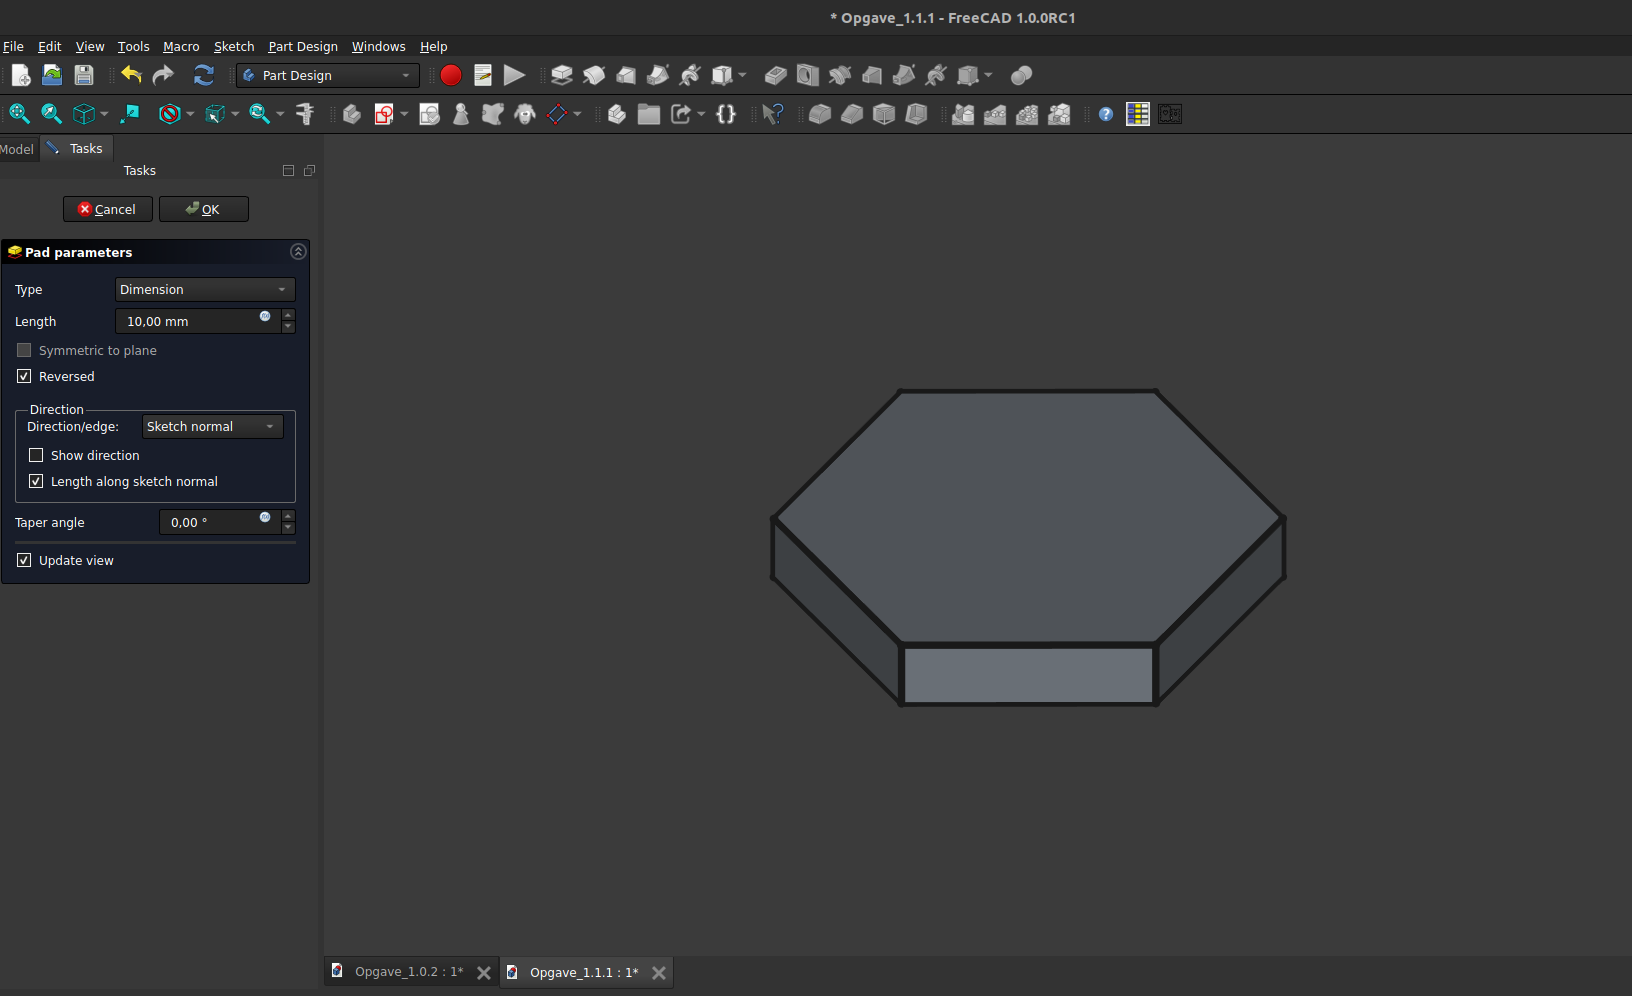 * Opgave_1.1.1 - FreeCAD 1.0.0RC1
File Edit View Tools Macro Sketch Part Design Windows Help
Part Design
Model Tasks
Tasks
Cancel OK
Pad parameters
Type Dimension
Length 10,00 mm
Symmetric to plane
Reversed
Direction
Direction/edge: Sketch normal
Show direction
Length along sketch normal
Taper angle 0,00 °
Update view
Opgave_1.0.2 : 1* Opgave_1.1.1 : 1*